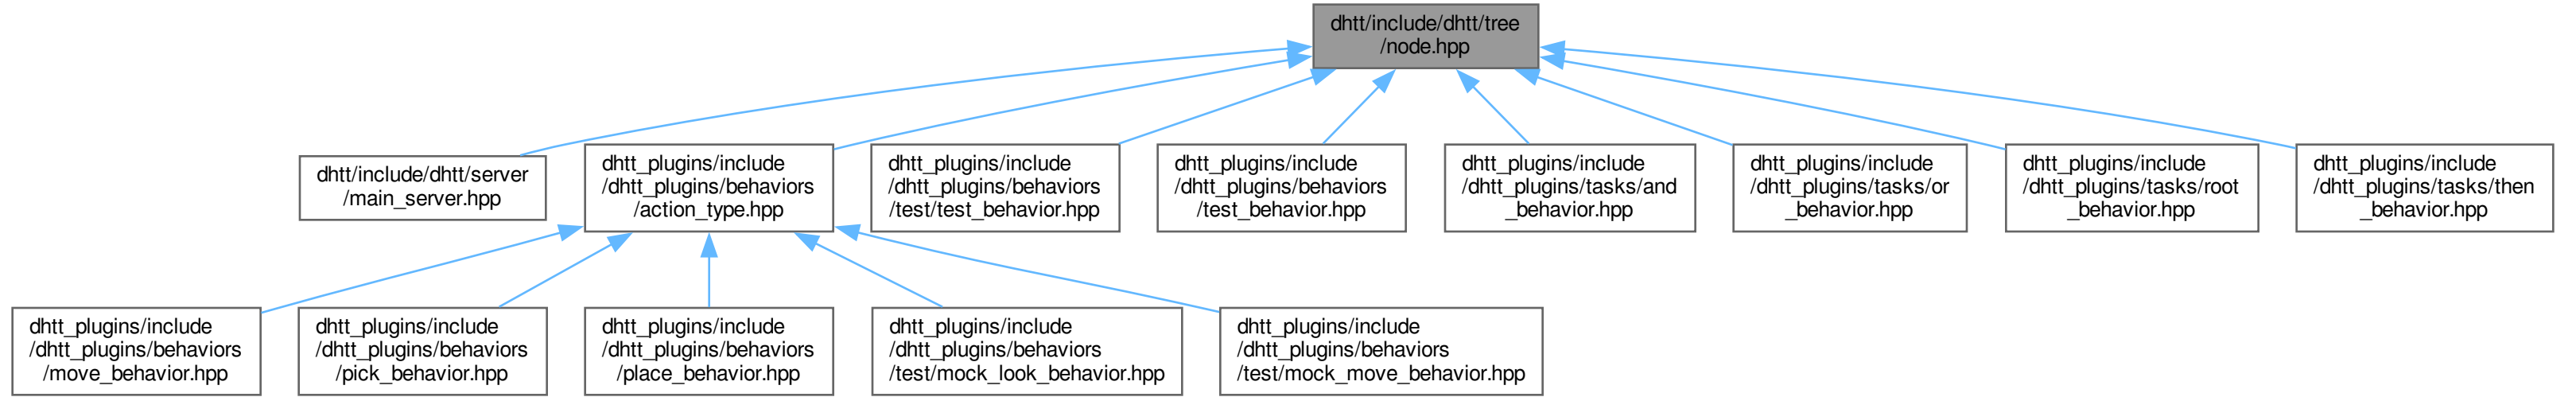 dhtt/include/dhtt/tree
/node.hpp
dhtt/include/dhtt/server
/main_server.hpp
dhtt_plugins/include
/dhtt_plugins/behaviors
/action_type.hpp
dhtt_plugins/include
/dhtt_plugins/behaviors
/test/test_behavior.hpp
dhtt_plugins/include
/dhtt_plugins/behaviors
/test_behavior.hpp
dhtt_plugins/include
/dhtt_plugins/tasks/and
_behavior.hpp
dhtt_plugins/include
/dhtt_plugins/tasks/or
_behavior.hpp
dhtt_plugins/include
/dhtt_plugins/tasks/root
_behavior.hpp
dhtt_plugins/include
/dhtt_plugins/tasks/then
_behavior.hpp
dhtt_plugins/include
/dhtt_plugins/behaviors
/move_behavior.hpp
dhtt_plugins/include
/dhtt_plugins/behaviors
/pick_behavior.hpp
dhtt_plugins/include
/dhtt_plugins/behaviors
/place_behavior.hpp
dhtt_plugins/include
/dhtt_plugins/behaviors
/test/mock_look_behavior.hpp
dhtt_plugins/include
/dhtt_plugins/behaviors
/test/mock_move_behavior.hpp